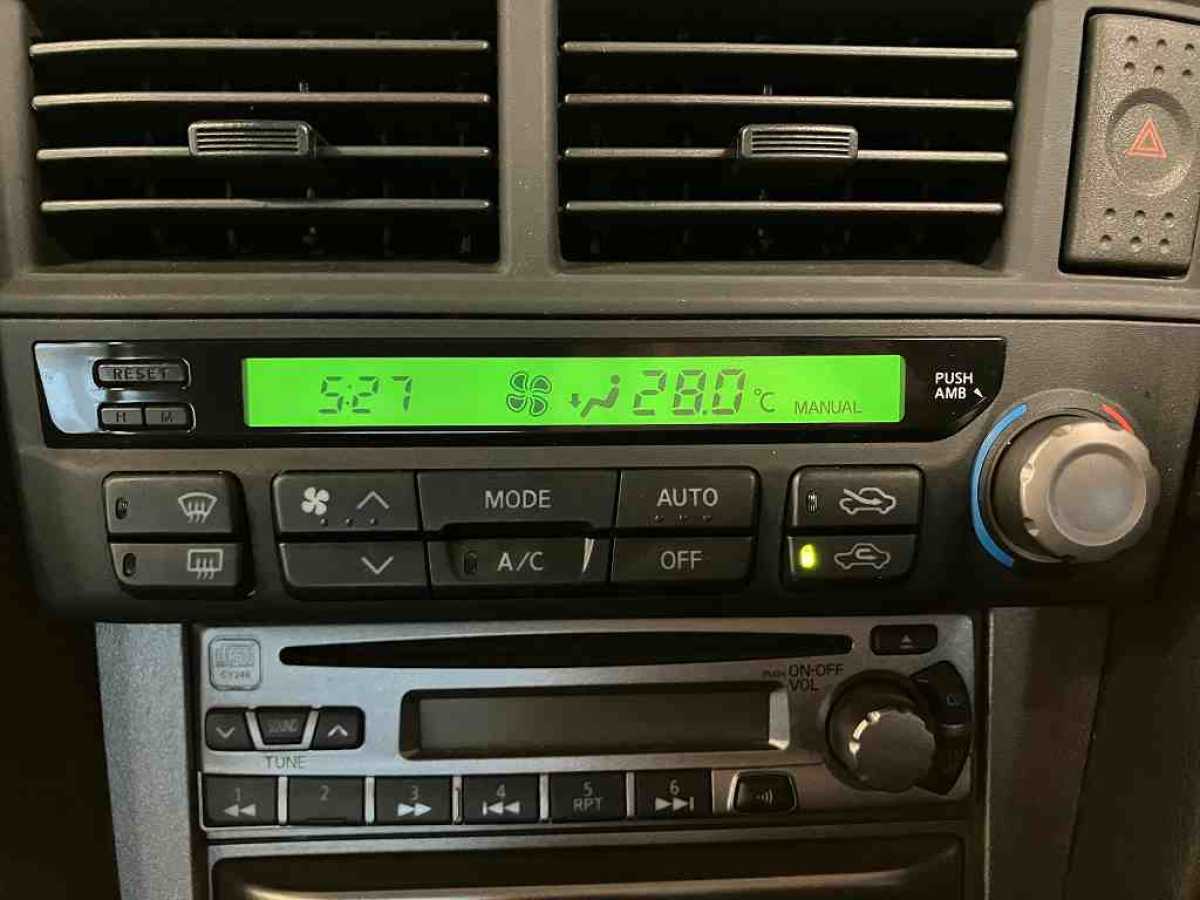 RESET
H M
5:27 28.0 °C MANUAL
PUSH
AMB
MODE AUTO
A/C OFF
CY248
PUSH ON-OFF
VOL
SOUND
TUNE
1 2 3 4 5 6
RPT